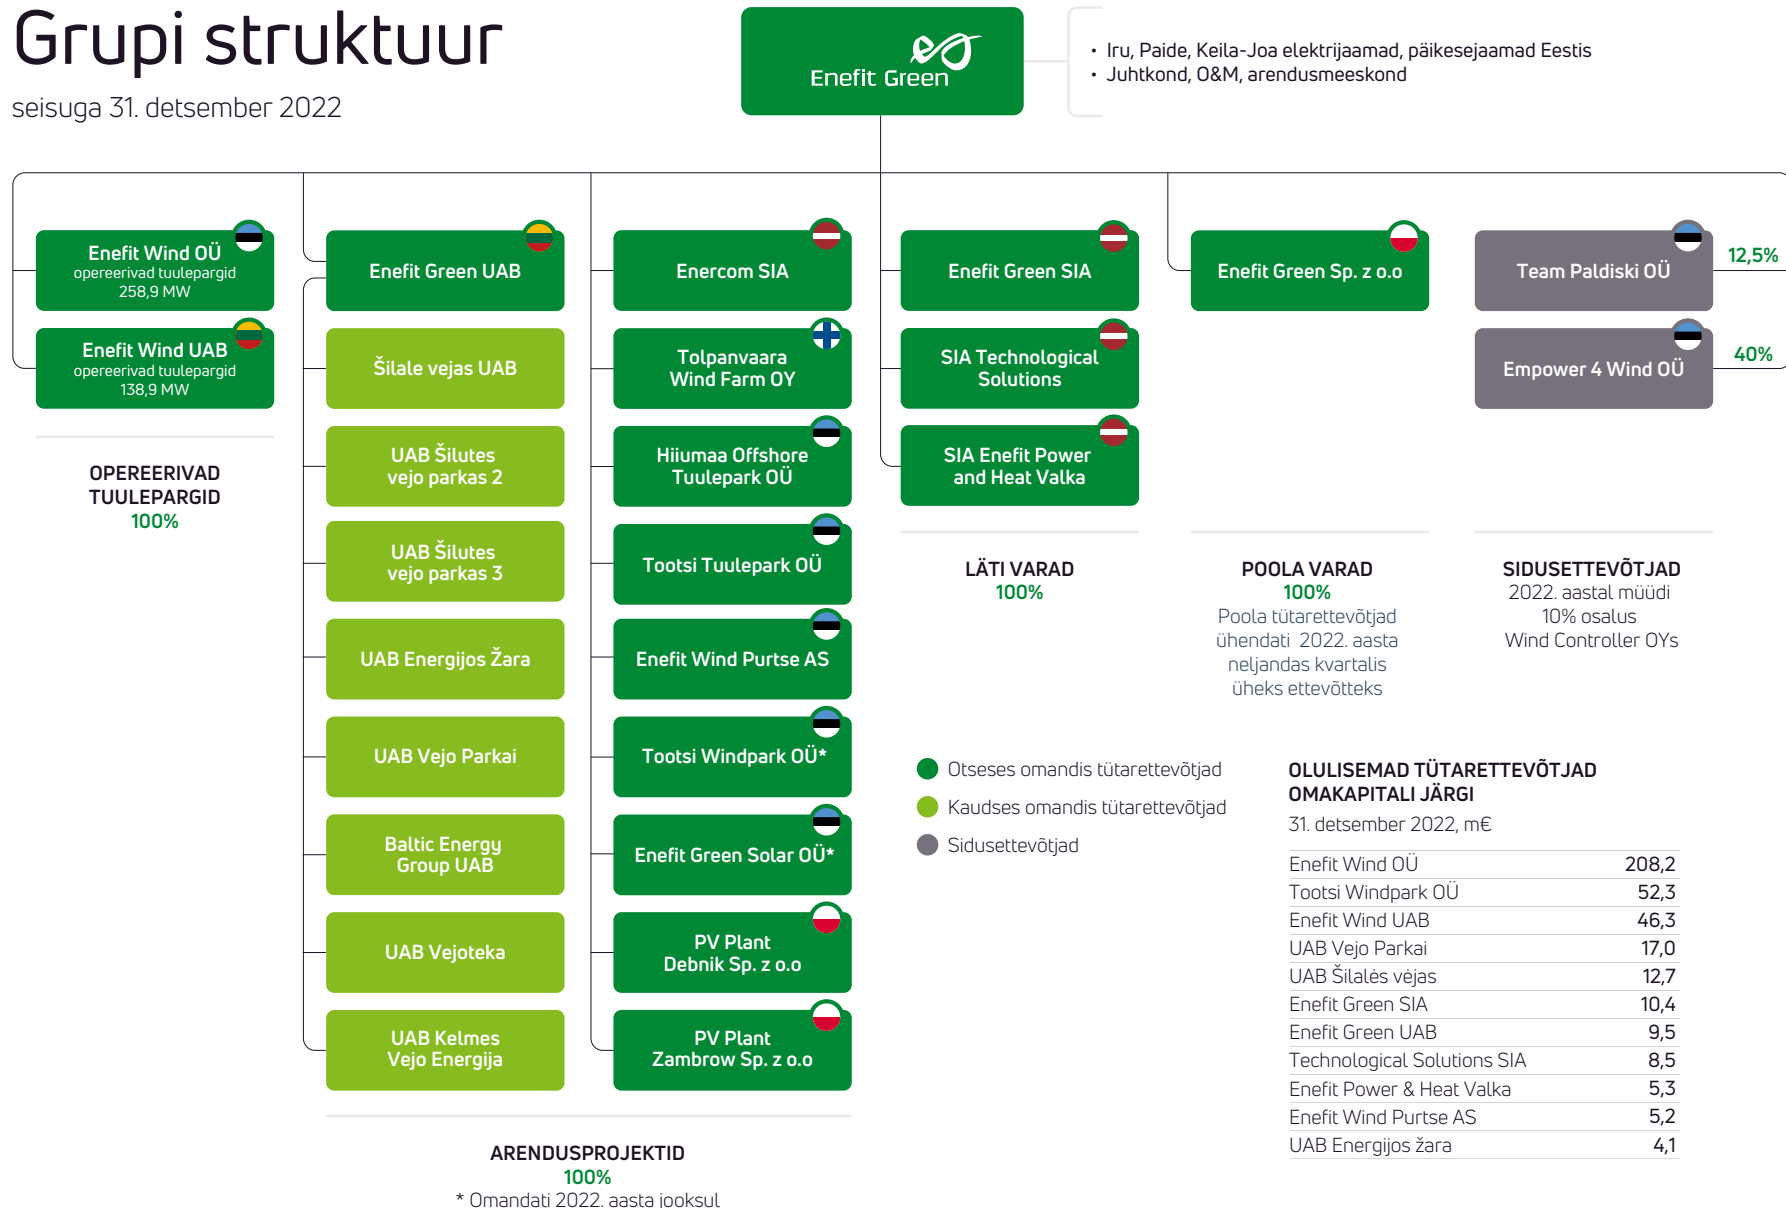 Grupi struktuur
seisuga 31. detsember 2022
Enefit Green
• Iru, Paide, Keila-Joa elektrijaamad, päikesejaamad Eestis
• Juhtkond, O&M, arendusmeeskond
Enefit Wind OÜ
opereerivad tuulepargid
258,9 MW
Enefit Wind UAB
opereerivad tuulepargid
138,9 MW
OPEREERIVAD
TUULEPARGID
100%
Enefit Green UAB
Šilale vejas UAB
UAB Šilutes
vejo parkas 2
UAB Šilutes
vejo parkas 3
UAB Energijos Žara
UAB Vejo Parkai
Baltic Energy
Group UAB
UAB Vejoteka
UAB Kelmes
Vejo Energija
Enercom SIA
Tolpanvaara
Wind Farm OY
Hiiumaa Offshore
Tuulepark OÜ
Tootsi Tuulepark OÜ
Enefit Wind Purtse AS
Tootsi Windpark OÜ*
Enefit Green Solar OÜ*
PV Plant
Debnik Sp. z o.o
PV Plant
Zambrow Sp. z o.o
ARENDUSPROJEKTID
100%
* Omandati 2022. aasta jooksul
Enefit Green SIA
SIA Technological
Solutions
SIA Enefit Power
and Heat Valka
LÄTI VARAD
100%
Enefit Green Sp. z o.o
POOLA VARAD
100%
Poola tütarettevõtjad
ühendati 2022. aasta
neljandas kvartalis
üheks ettevõtteks
Team Paldiski OÜ
12,5%
Empower 4 Wind OÜ
40%
SIDUSETTEVÕTJAD
2022. aastal müüdi
10% osalus
Wind Controller OYs
Otseses omandis tütarettevõtjad
Kaudses omandis tütarettevõtjad
Sidusettevõtjad
OLULISEMAD TÜTARETTEVÕTJAD
OMAKAPITALI JÄRGI
31. detsember 2022, m€
Enefit Wind OÜ 208,2
Tootsi Windpark OÜ 52,3
Enefit Wind UAB 46,3
UAB Vejo Parkai 17,0
UAB Šilalės vėjas 12,7
Enefit Green SIA 10,4
Enefit Green UAB 9,5
Technological Solutions SIA 8,5
Enefit Power & Heat Valka 5,3
Enefit Wind Purtse AS 5,2
UAB Energijos žara 4,1